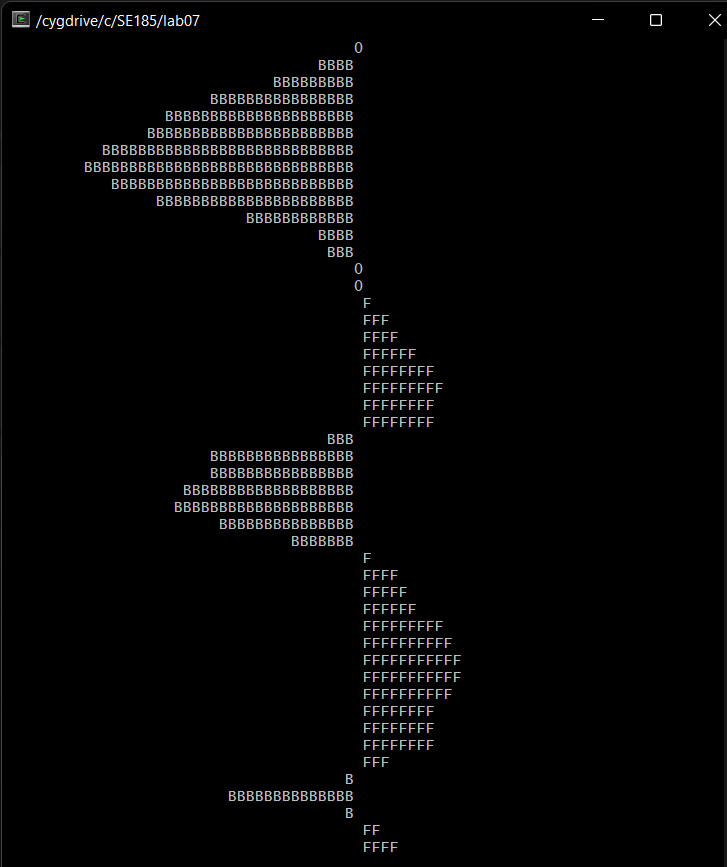 /cygdrive/c/SE185/lab07
0
BBBB
BBBBBBBBB
BBBBBBBBBBBBBBBB
BBBBBBBBBBBBBBBBBBBBB
BBBBBBBBBBBBBBBBBBBBBBB
BBBBBBBBBBBBBBBBBBBBBBBBBBBB
BBBBBBBBBBBBBBBBBBBBBBBBBBBBBB
BBBBBBBBBBBBBBBBBBBBBBBBBBB
BBBBBBBBBBBBBBBBBBBBBB
BBBBBBBBBBBB
BBBB
BBB
0
0
F
FFF
FFFF
FFFFFF
FFFFFFFF
FFFFFFFFF
FFFFFFFF
FFFFFFFF
BBB
BBBBBBBBBBBBBBBB
BBBBBBBBBBBBBBBB
BBBBBBBBBBBBBBBBBBB
BBBBBBBBBBBBBBBBBBBB
BBBBBBBBBBBBBBB
BBBBBBB
F
FFFF
FFFFF
FFFFFF
FFFFFFFFF
FFFFFFFFFF
FFFFFFFFFFF
FFFFFFFFFFF
FFFFFFFFFF
FFFFFFFF
FFFFFFFF
FFFFFFFF
FFF
B
BBBBBBBBBBBBBB
B
FF
FFFF